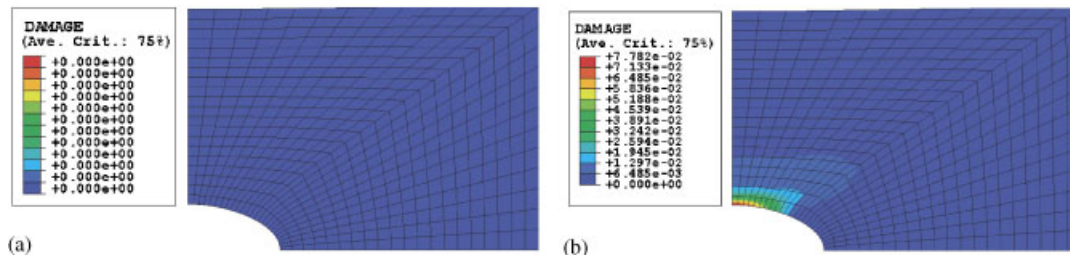 DAMAGE
(Ave. Crit.: 75%)
+0.000e+00
+0.000e+00
+0.000e+00
+0.000e+00
+0.000e+00
+0.000e+00
+0.000e+00
+0.000e+00
+0.000e+00
+0.000e+00
+0.000e+00
+0.000e+00
+0.000e+00
(a)
DAMAGE
(Ave. Crit.: 75%)
+7.782e-02
+7.133e-02
+6.485e-02
+5.836e-02
+5.188e-02
+4.539e-02
+3.891e-02
+3.242e-02
+2.594e-02
+1.945e-02
+1.297e-02
+6.485e-03
+0.000e+00
(b)